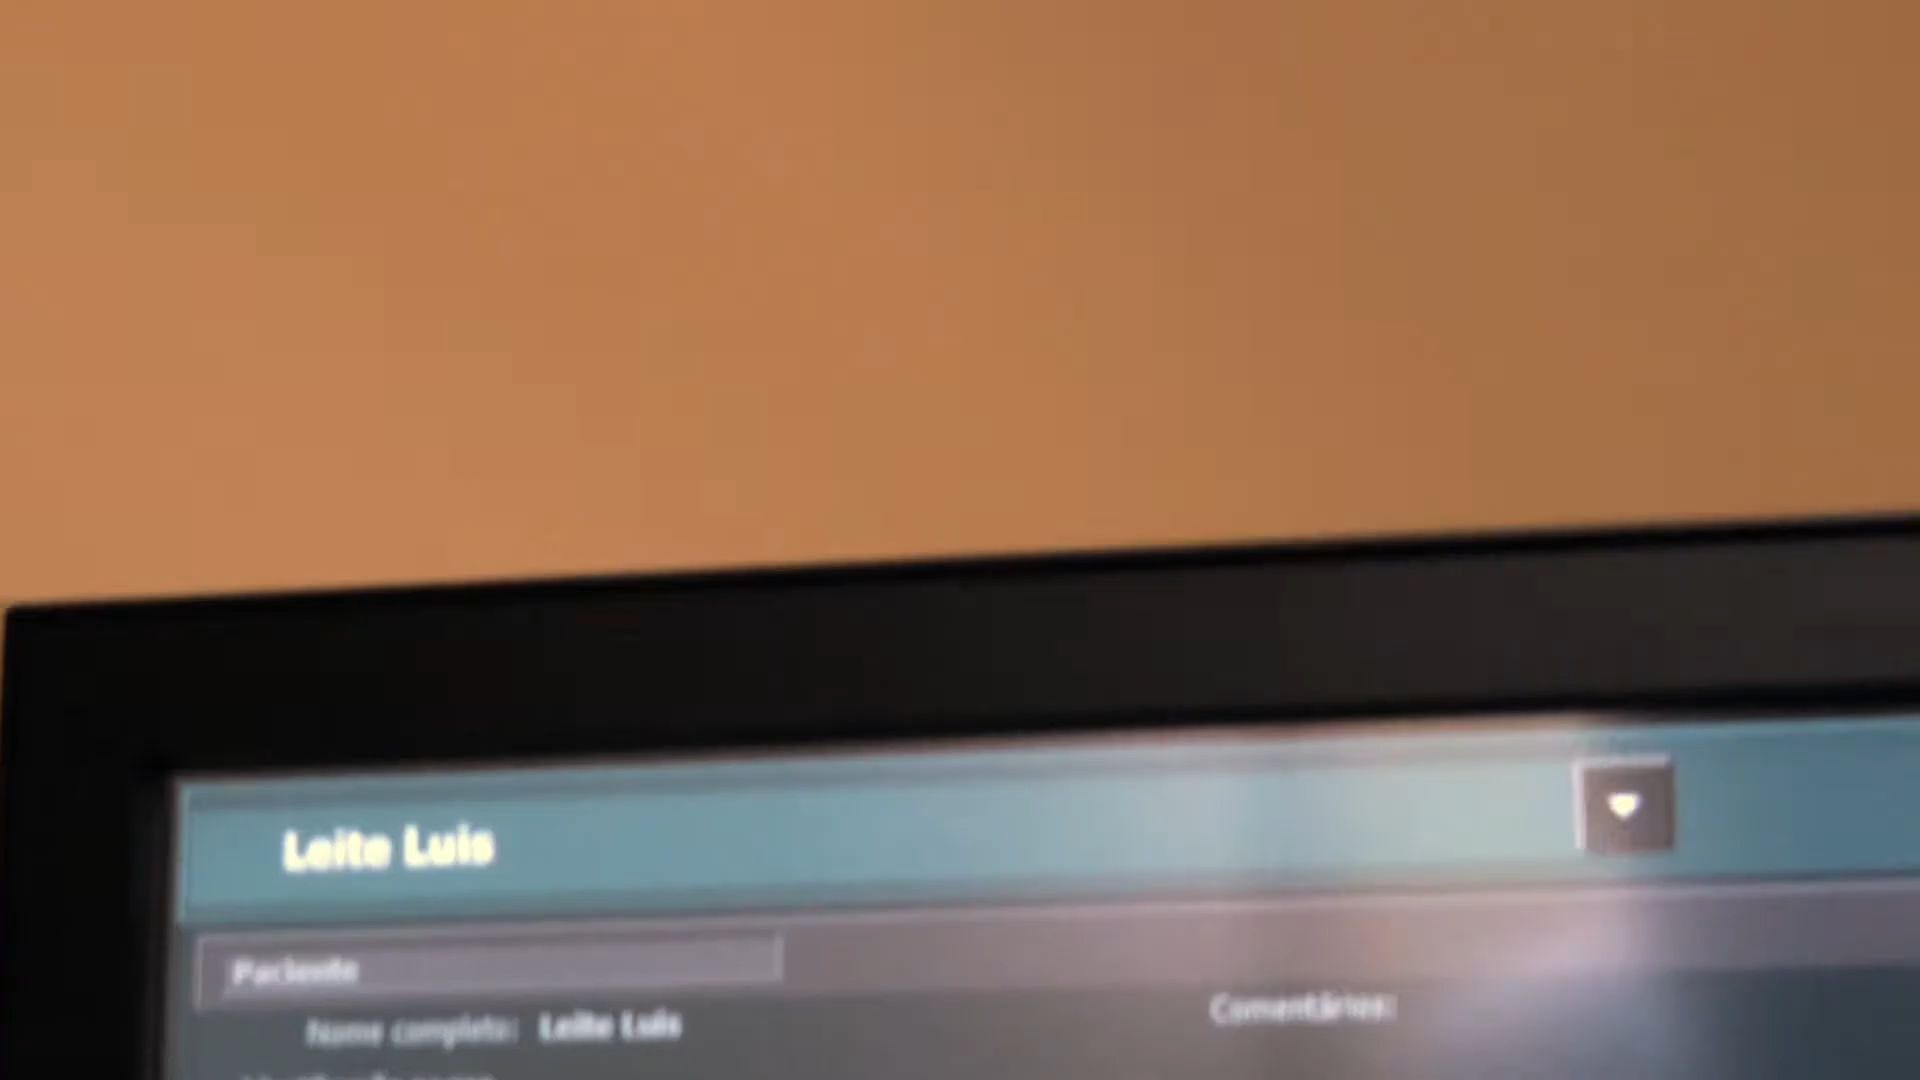 Leite Luis
Paciente
Nome completo: Leite Luis
Comentários: